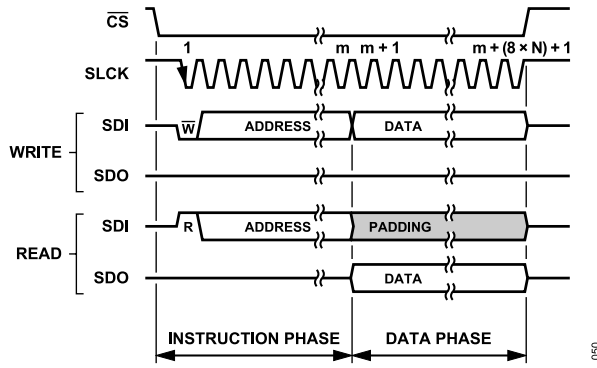 CS
1 m m + 1 m + (8 × N) + 1
SLCK
SDI W ADDRESS DATA
WRITE
SDO
SDI R ADDRESS PADDING
READ
SDO DATA
INSTRUCTION PHASE DATA PHASE
050